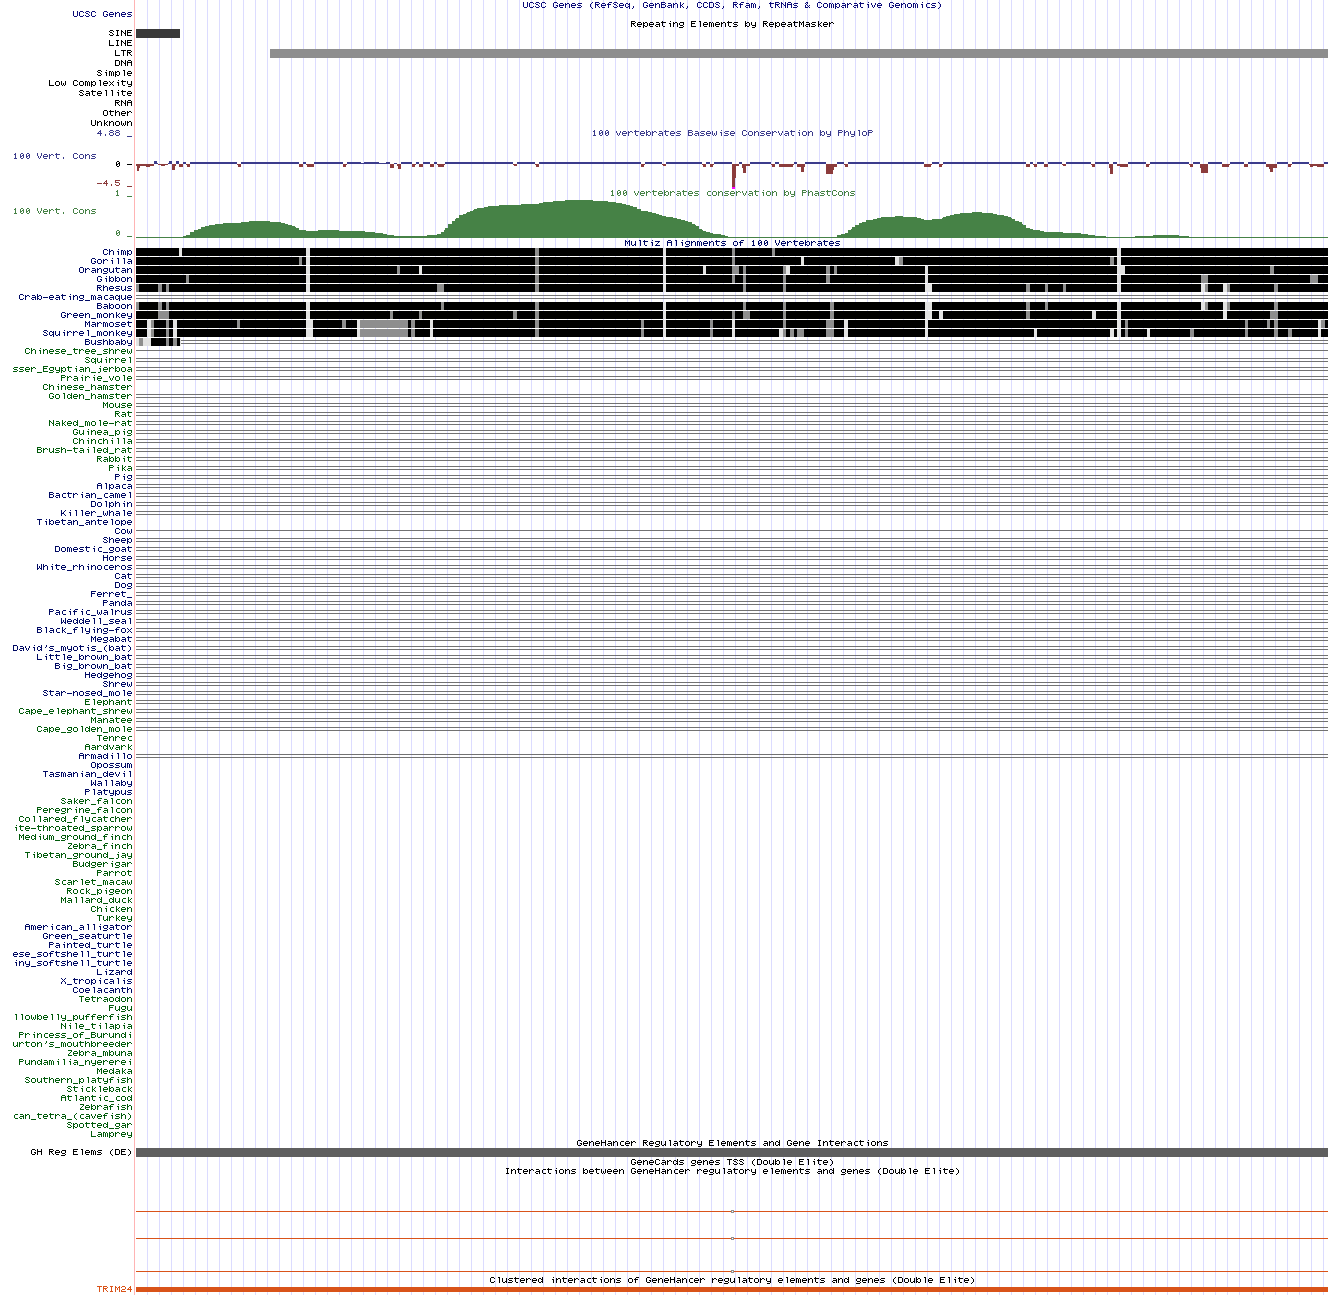 UCSC Genes (RefSeq, GenBank, CCDS, Rfam, tRNAs & Comparative Genomics)
UCSC Genes
Repeating Elements by RepeatMasker
SINE
LINE
LTR
DNA
Simple
Low Complexity
Satellite
RNA
Other
Unknown
4.88 _
100 vertebrates Basewise Conservation by PhyloP
100 Vert. Cons
0 _
-4.5 _
1 _
100 vertebrates conservation by PhastCons
100 Vert. Cons
0 _
Multiz Alignments of 100 Vertebrates
Chimp
Gorilla
Orangutan
Gibbon
Rhesus
Crab-eating_macaque
Baboon
Green_monkey
Marmoset
Squirrel_monkey
Bushbaby
Chinese_tree_shrew
Squirrel
sser_Egyptian_jerboa
Prairie_vole
Chinese_hamster
Golden_hamster
Mouse
Rat
Naked_mole-rat
Guinea_pig
Chinchilla
Brush-tailed_rat
Rabbit
Pika
Pig
Alpaca
Bactrian_camel
Dolphin
Killer_whale
Tibetan_antelope
Cow
Sheep
Domestic_goat
Horse
White_rhinoceros
Cat
Dog
Ferret_
Panda
Pacific_walrus
Weddell_seal
Black_flying-fox
Megabat
David's_myotis_(bat)
Little_brown_bat
Big_brown_bat
Hedgehog
Shrew
Star-nosed_mole
Elephant
Cape_elephant_shrew
Manatee
Cape_golden_mole
Tenrec
Aardvark
Armadillo
Opossum
Tasmanian_devil
Wallaby
Platypus
Saker_falcon
Peregrine_falcon
Collared_flycatcher
ite-throated_sparrow
Medium_ground_finch
Zebra_finch
Tibetan_ground_jay
Budgerigar
Parrot
Scarlet_macaw
Rock_pigeon
Mallard_duck
Chicken
Turkey
American_alligator
Green_seaturtle
Painted_turtle
ese_softshell_turtle
iny_softshell_turtle
Lizard
X_tropicalis
Coelacanth
Tetraodon
Fugu
llowbelly_pufferfish
Nile_tilapia
Princess_of_Burundi
urton's_mouthbreeder
Zebra_mbuna
Pundamilia_nyererei
Medaka
Southern_platyfish
Stickleback
Atlantic_cod
Zebrafish
can_tetra_(cavefish)
Spotted_gar
Lamprey
GeneHancer Regulatory Elements and Gene Interactions
GH Reg Elems (DE)
GeneCards genes TSS (Double Elite)
Interactions between GeneHancer regulatory elements and genes (Double Elite)
Clustered interactions of GeneHancer regulatory elements and genes (Double Elite)
TRIM24